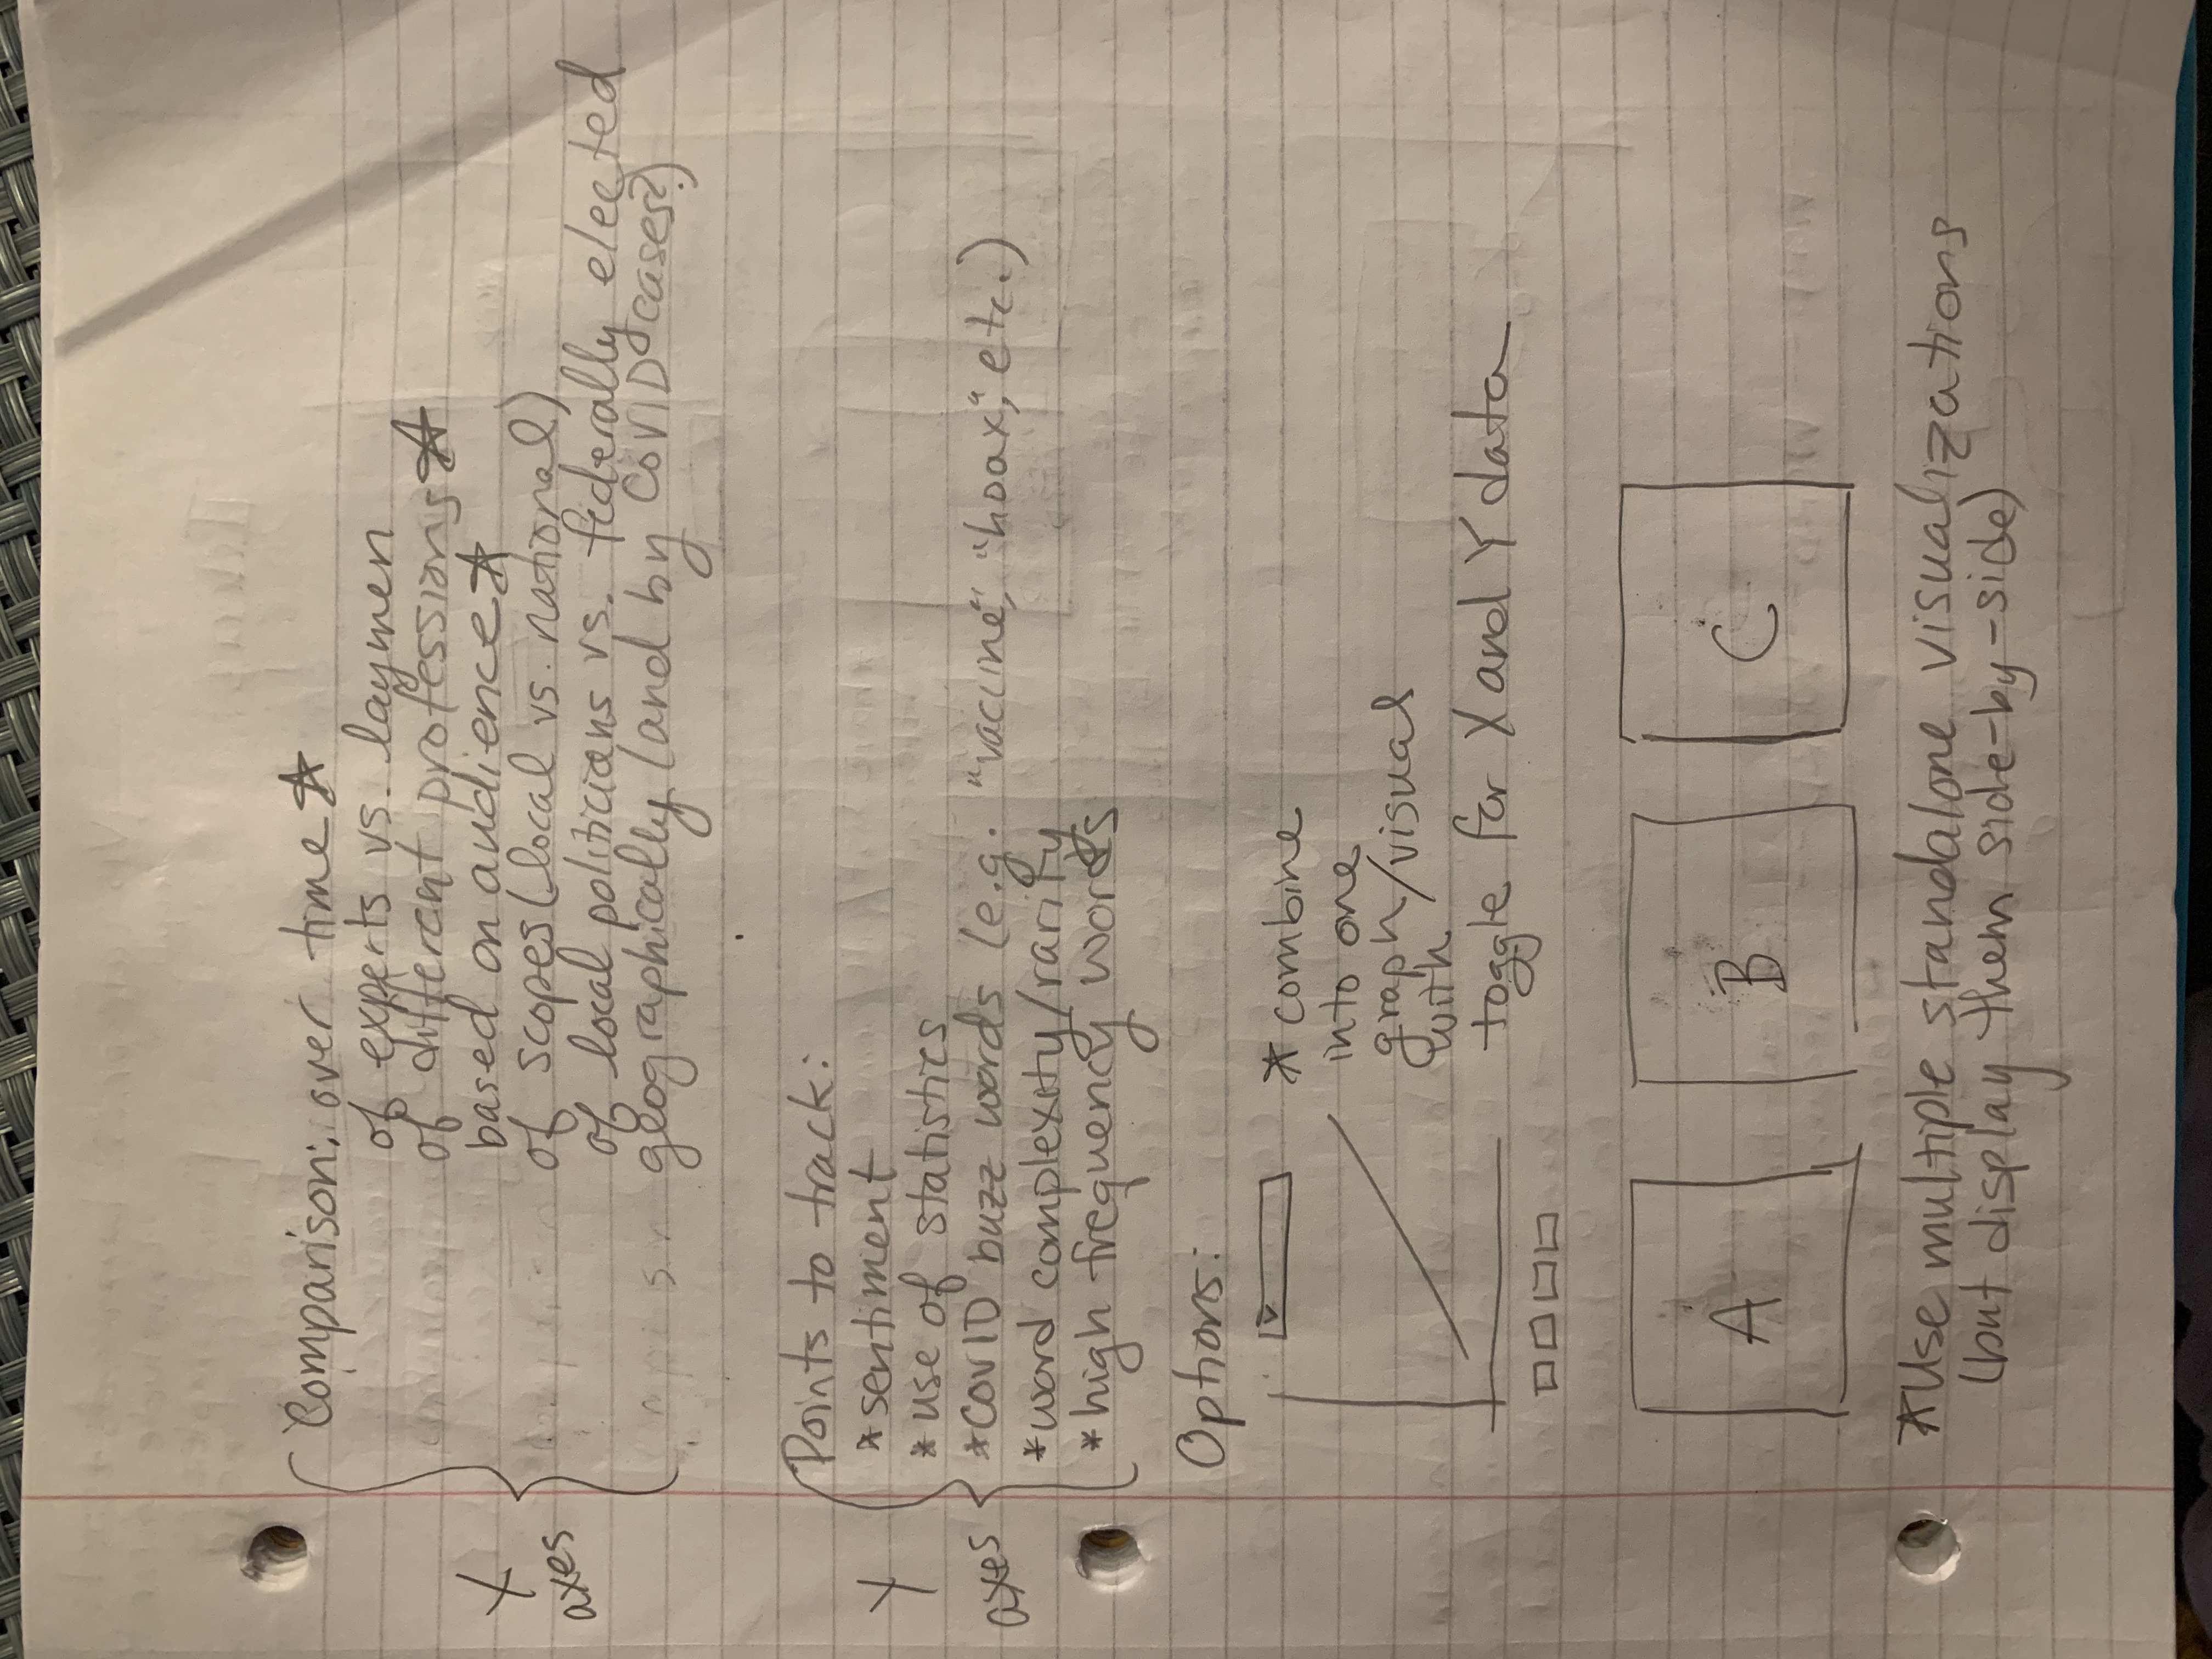 Comparison: over time ☆
of experts vs. laymen
of different professions ☆
based on audience ☆
of scopes (local vs. national)
of local politicians vs. federally elected
geographically (and by COVID cases?)
X
axes
Points to track:
*sentiment
*use of statistics
*COVID buzz words (e.g. "vaccine", "hoax", etc.)
*word complexity/rarity
*high frequency words
Y
axes
Options:
* combine
into one
graph/visual
with
toggle for X and Y data
A B C
*Use multiple standalone visualizations
(but display them side-by-side)